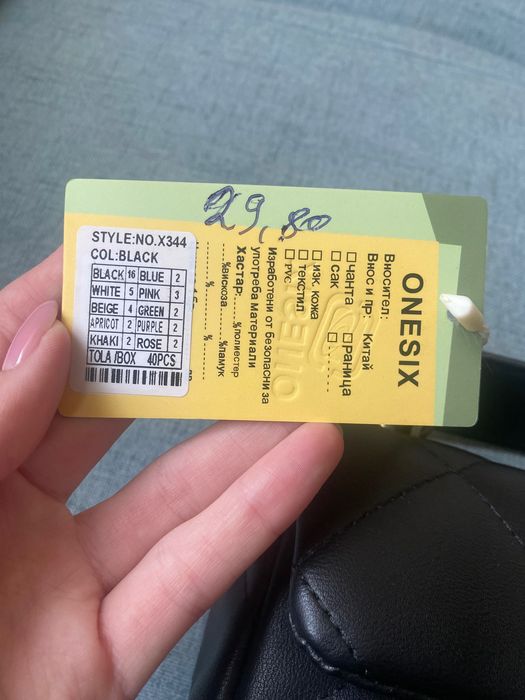 29,80
STYLE:NO.X344
COL:BLACK
BLACK 16 BLUE 2
WHITE 5 PINK 3
BEIGE 4 GREEN 2
APRICOT 2 PURPLE 2
KHAKI 2 ROSE 2
TOLA /BOX 40PCS
ONESIX
Вносител:
Внос и пр: Китай
□ чанта □ раница
□ сак □ ....
□ изк. кожа
□ текстил
□ PVC
Изработени от безопасни за
употреба материали
Хастар: ......%полиестер
......%вискоза ......%памук
......% ......%